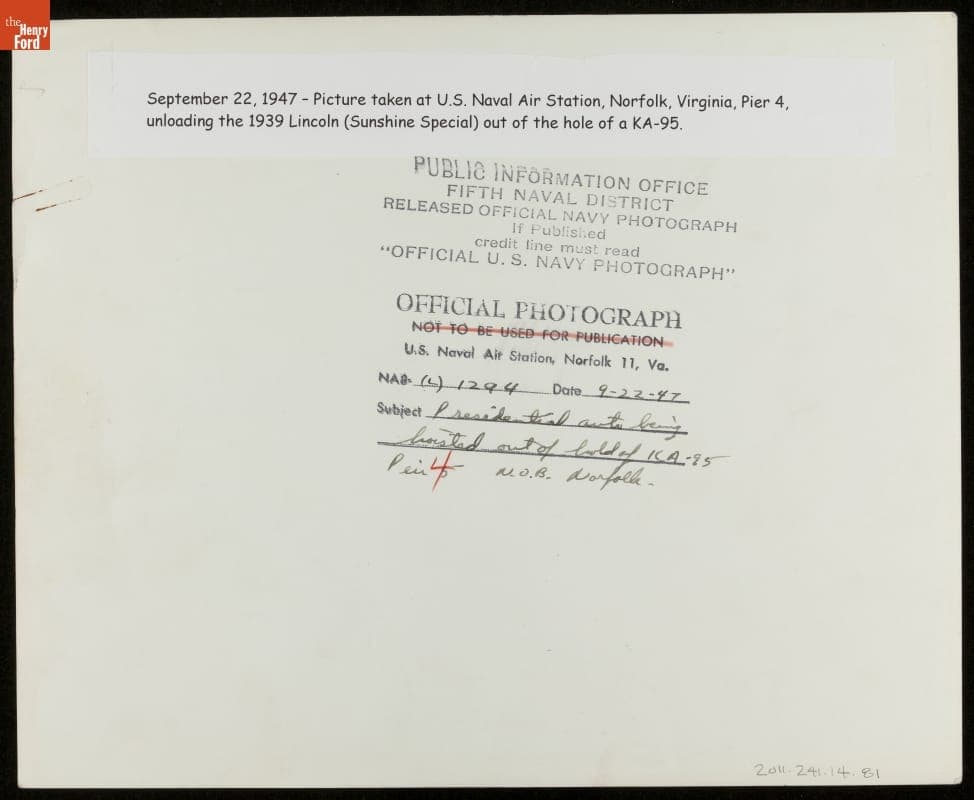 the
Henry
Ford
September 22, 1947 – Picture taken at U.S. Naval Air Station, Norfolk, Virginia, Pier 4,
unloading the 1939 Lincoln (Sunshine Special) out of the hole of a KA-95.
PUBLIC INFORMATION OFFICE
FIFTH NAVAL DISTRICT
RELEASED OFFICIAL NAVY PHOTOGRAPH
If Published
credit line must read
"OFFICIAL U. S. NAVY PHOTOGRAPH"
OFFICIAL PHOTOGRAPH
NOT TO BE USED FOR PUBLICATION
U.S. Naval Air Station, Norfolk 11, Va.
NAS- (L) 1294 Date 9-22-47
Subject Presidential auto being
hoisted out of hold of KA-95
Peir 4 N.O.B. Norfolk.
2011.241.14.81